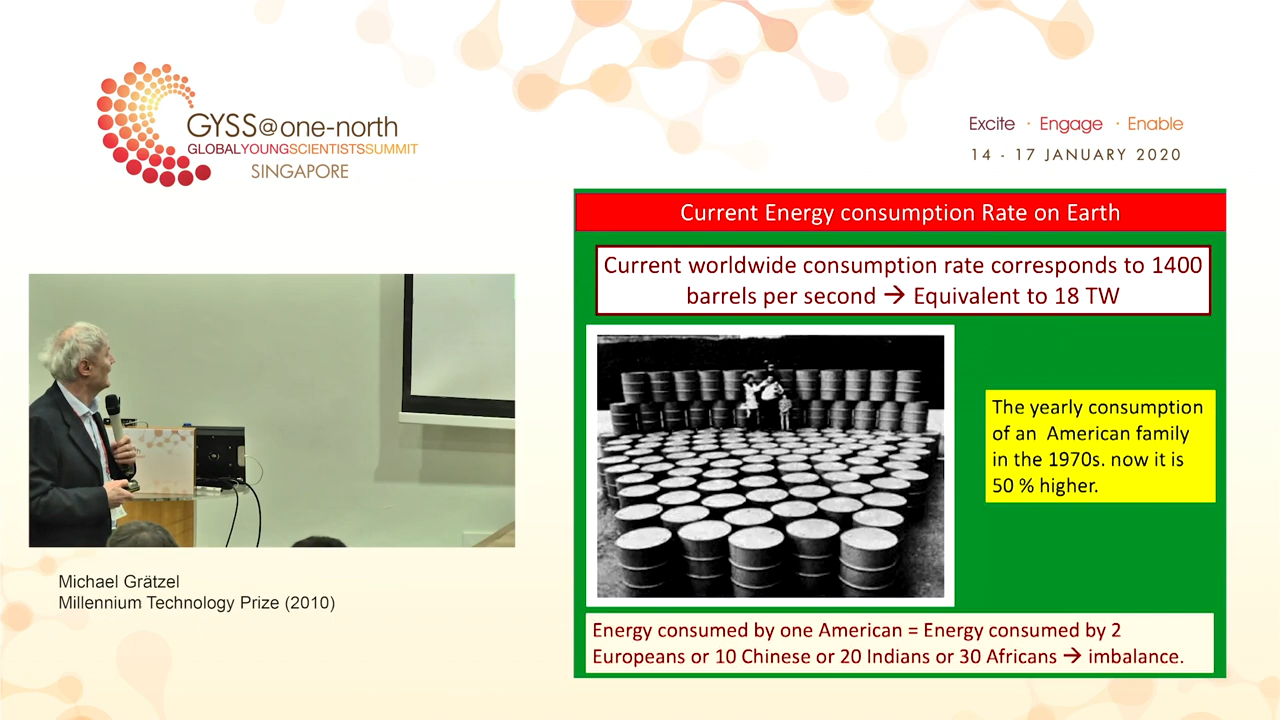 GYSS@one-north
GLOBALYOUNGSCIENTISTSSUMMIT
SINGAPORE
Excite · Engage · Enable
14 - 17 JANUARY 2020
Current Energy consumption Rate on Earth
Current worldwide consumption rate corresponds to 1400
barrels per second → Equivalent to 18 TW
The yearly consumption
of an American family
in the 1970s. now it is
50 % higher.
Energy consumed by one American = Energy consumed by 2
Europeans or 10 Chinese or 20 Indians or 30 Africans → imbalance.
Michael Grätzel
Millennium Technology Prize (2010)